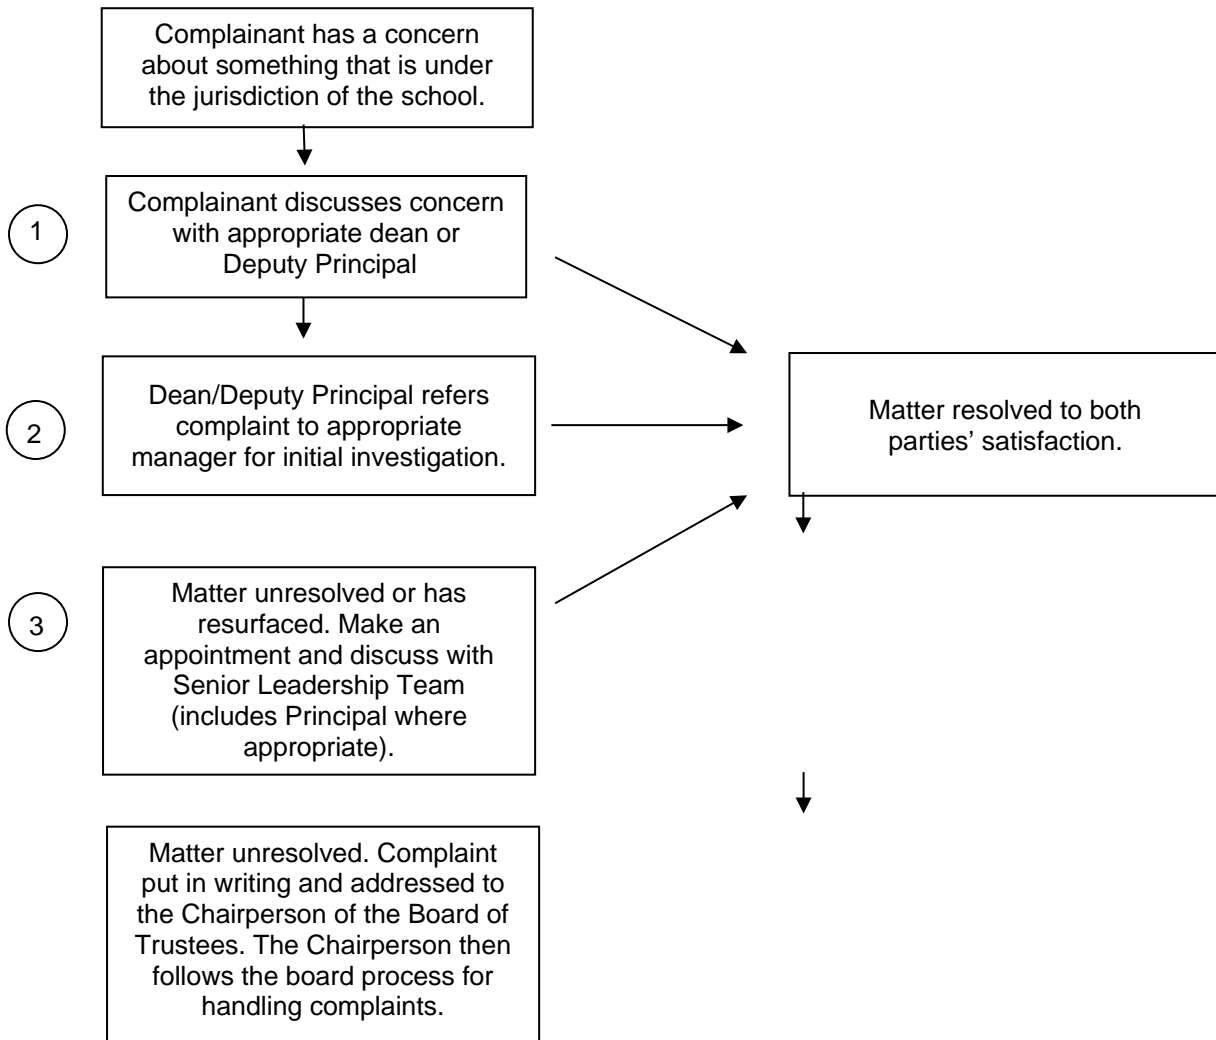 Complainant has a concern
about something that is under
the jurisdiction of the school.
1
Complainant discusses concern
with appropriate dean or
Deputy Principal
2
Dean/Deputy Principal refers
complaint to appropriate
manager for initial investigation.
Matter resolved to both
parties’ satisfaction.
3
Matter unresolved or has
resurfaced. Make an
appointment and discuss with
Senior Leadership Team
(includes Principal where
appropriate).
Matter unresolved. Complaint
put in writing and addressed to
the Chairperson of the Board of
Trustees. The Chairperson then
follows the board process for
handling complaints.